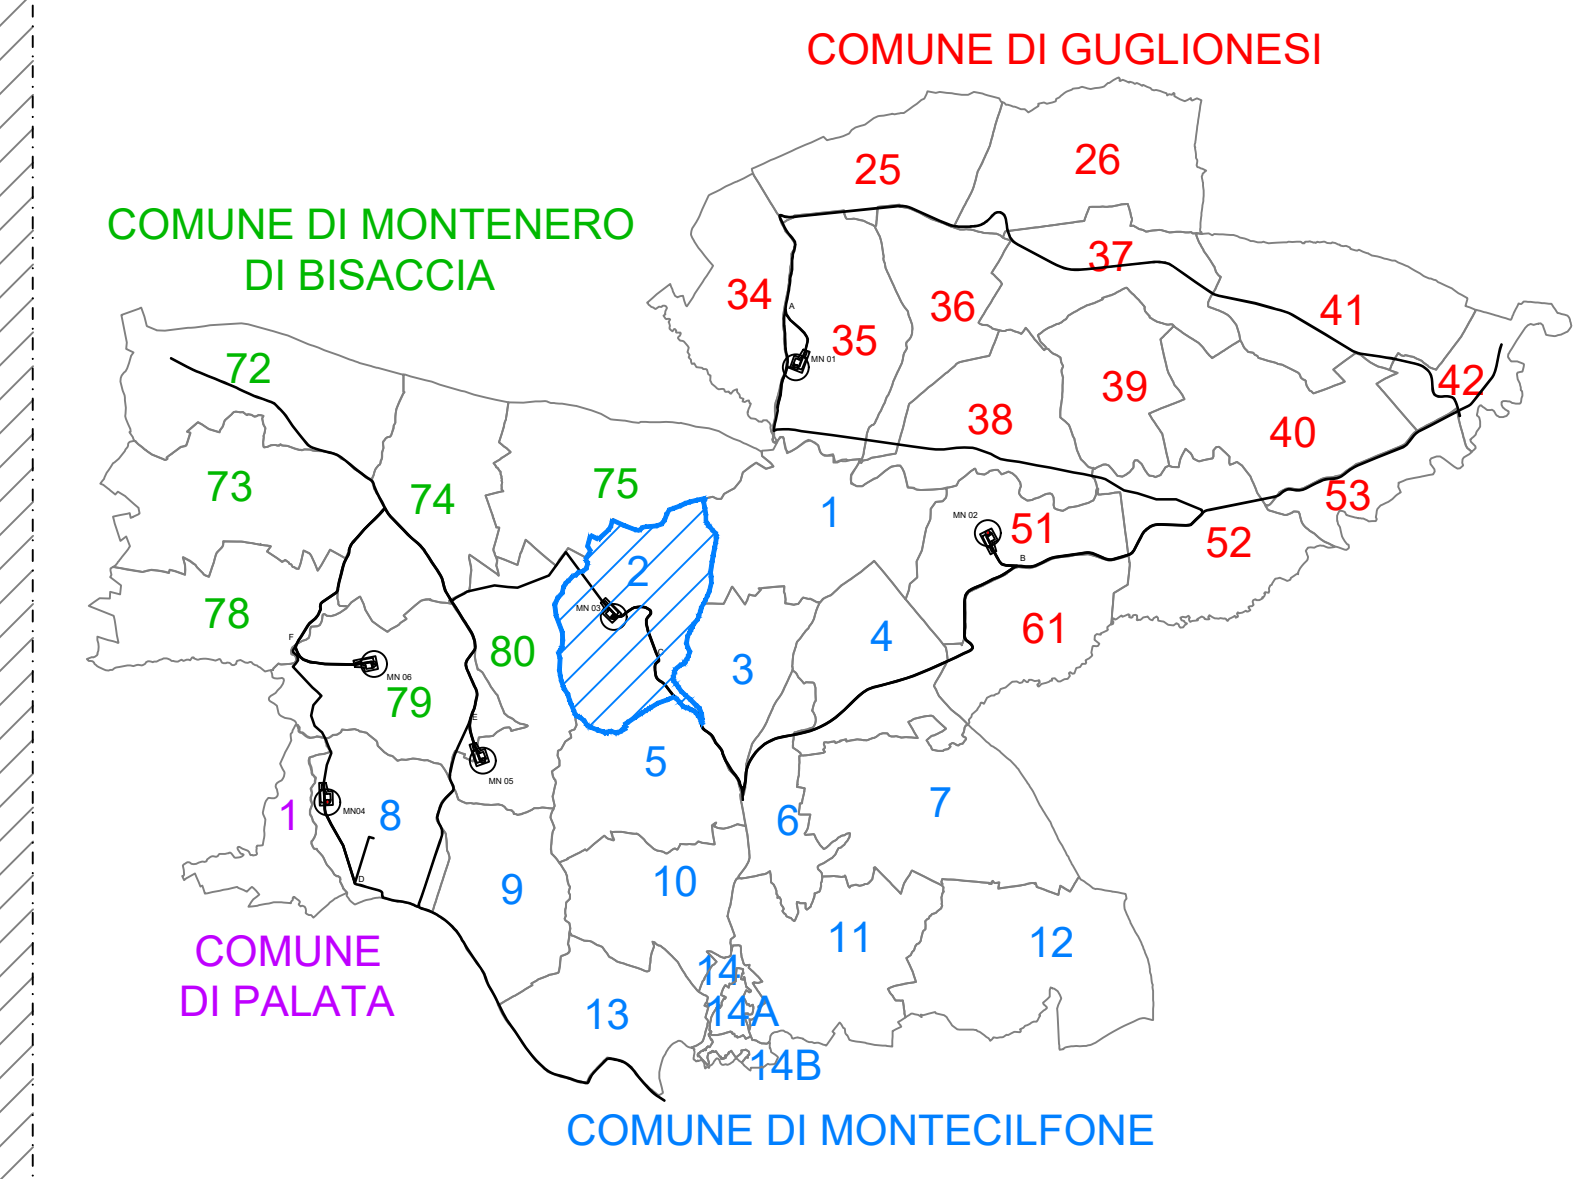 COMUNE DI GUGLIONESI
25
26
COMUNE DI MONTENERO
DI BISACCIA
37
34
36
41
A
35
MN 01
72
42
39
38
40
73
74
75
53
1
MN 02
51
52
B
2
78
MN 03
80
4
61
F
C
3
MN 06
79
E
5
MN 05
7
1
MN04
8
6
D
9
10
11
12
COMUNE
DI PALATA
14
13
14A
14B
COMUNE DI MONTECILFONE